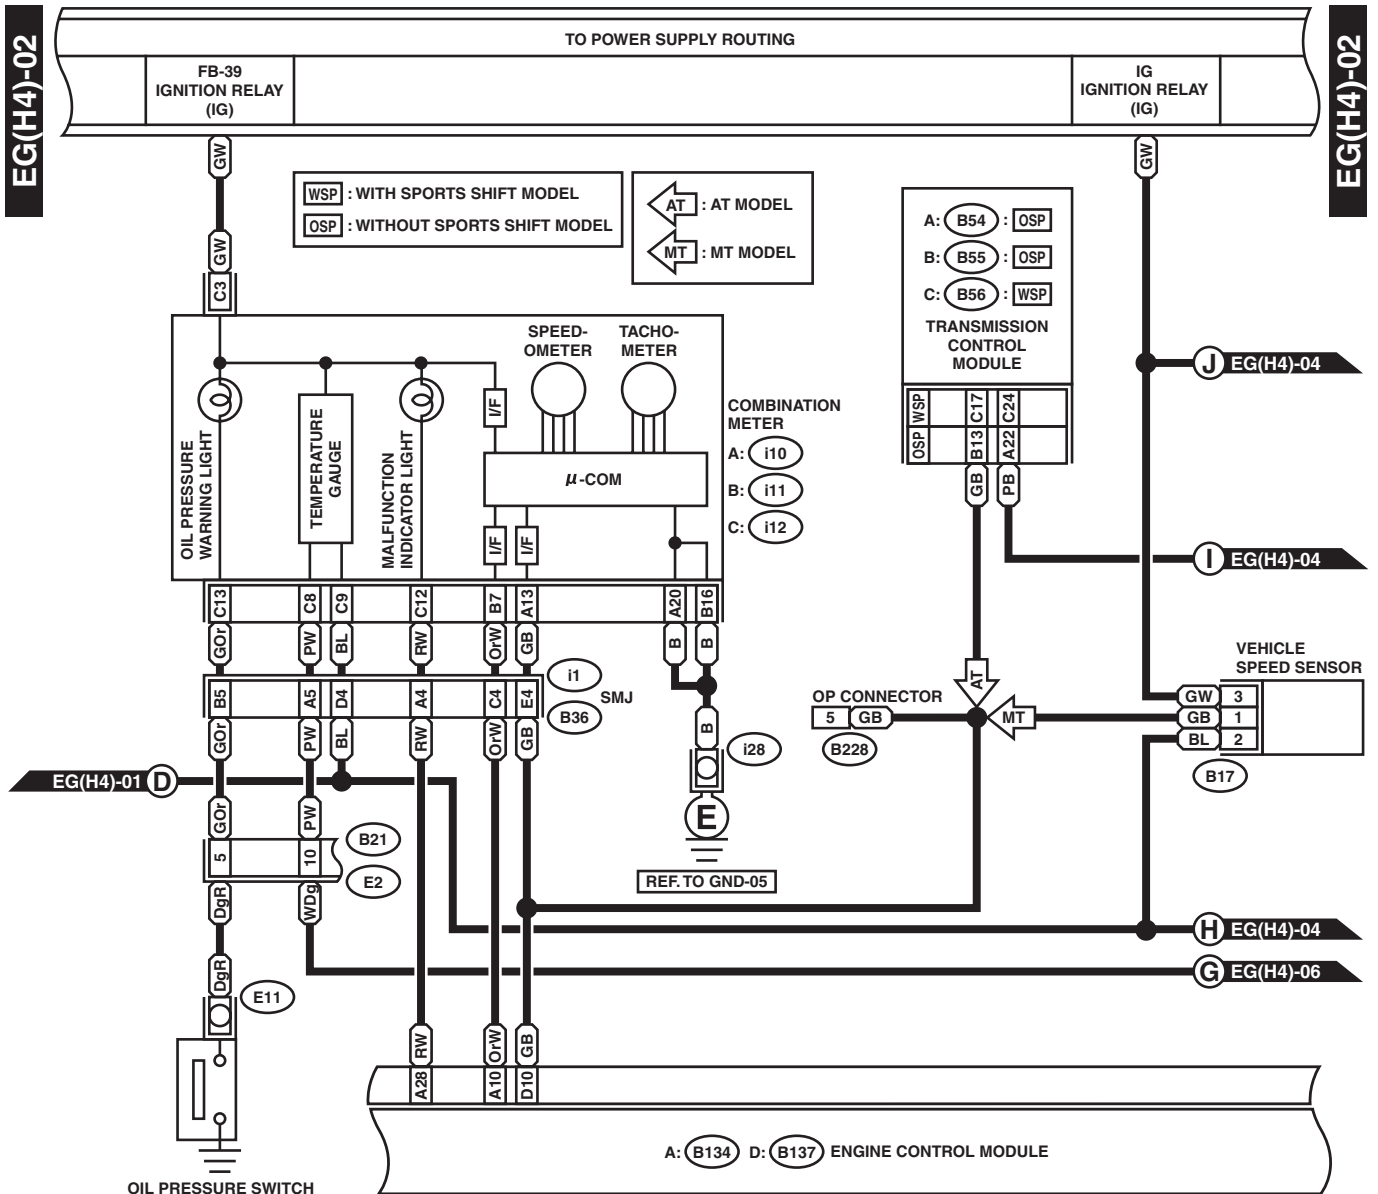 EG(H4)-02
EG(H4)-02
TO POWER SUPPLY ROUTING
FB-39
IGNITION RELAY
(IG)
IG
IGNITION RELAY
(IG)
GW
GW
GW
C3
WSP : WITH SPORTS SHIFT MODEL
OSP : WITHOUT SPORTS SHIFT MODEL
AT : AT MODEL
MT : MT MODEL
A: B54 : OSP
B: B55 : OSP
C: B56 : WSP
TRANSMISSION
CONTROL
MODULE
WSP C17 C24
OSP B13 A22
GB PB
J EG(H4)-04
I EG(H4)-04
SPEED-
OMETER
TACHO-
METER
I/F
μ-COM
I/F I/F
OIL PRESSURE
WARNING LIGHT
TEMPERATURE
GAUGE
MALFUNCTION
INDICATOR LIGHT
COMBINATION
METER
A: i10
B: i11
C: i12
C13 C8 C9 C12 B7 A13 A20 B16
GOr PW BL RW OrW GB B B
B5 A5 D4 A4 C4 E4
i1
SMJ
B36
GOr PW BL RW OrW GB
B
i28
E
REF. TO GND-05
AT
MT
OP CONNECTOR
5 GB
B228
VEHICLE
SPEED SENSOR
GW 3
GB 1
BL 2
B17
EG(H4)-01 D
GOr PW
5 10
B21
E2
DgR WDg
H EG(H4)-04
G EG(H4)-06
DgR
E11
RW OrW GB
A28 A10 D10
A: B134 D: B137 ENGINE CONTROL MODULE
OIL PRESSURE SWITCH